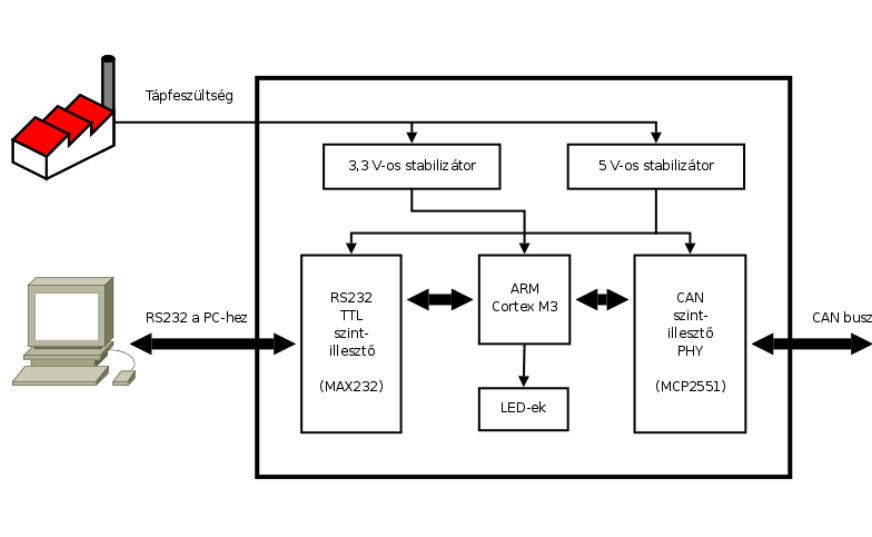 Tápfeszültség
3,3 V-os stabilizátor
5 V-os stabilizátor
RS232 a PC-hez
RS232
TTL
szint-
illesztő
(MAX232)
ARM
Cortex M3
LED-ek
CAN
szint-
illesztő
PHY
(MCP2551)
CAN busz